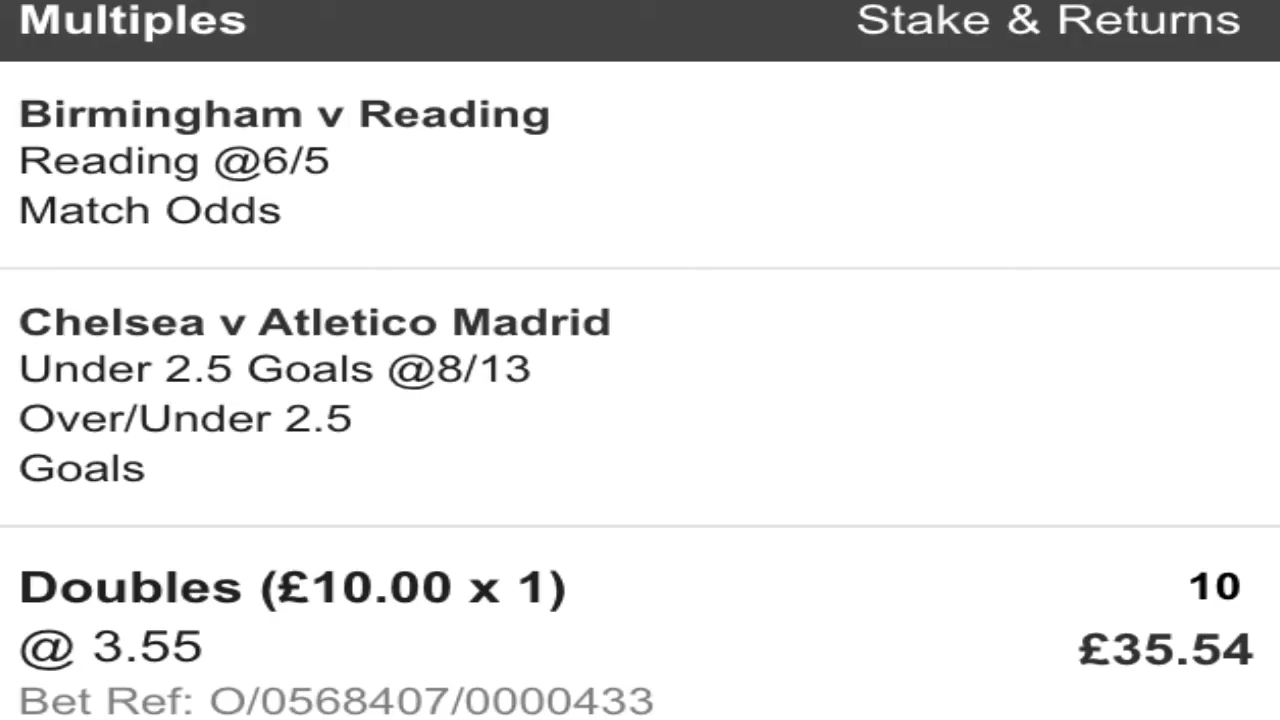 Multiples Stake & Returns
Birmingham v Reading
Reading @6/5
Match Odds
Chelsea v Atletico Madrid
Under 2.5 Goals @8/13
Over/Under 2.5
Goals
Doubles (£10.00 x 1) 10
@ 3.55 £35.54
Bet Ref: O/0568407/0000433